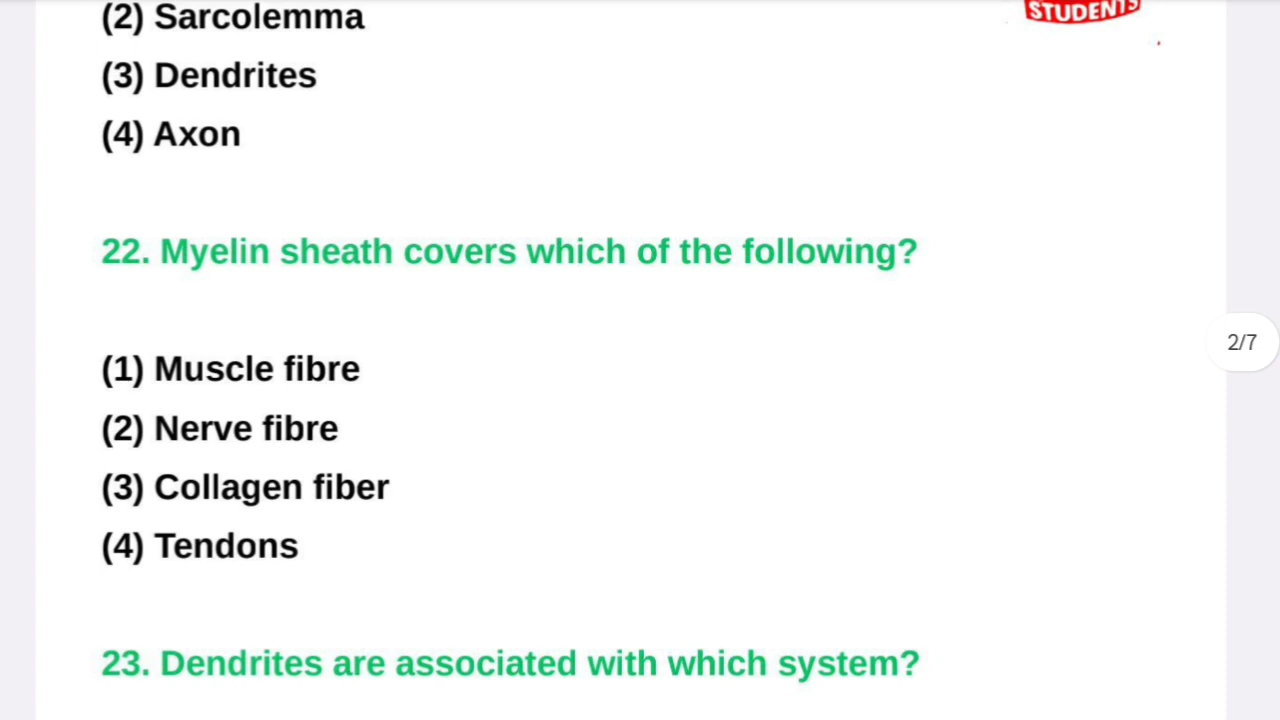 (2) Sarcolemma
STUDENTS
(3) Dendrites
(4) Axon
22. Myelin sheath covers which of the following?
2/7
(1) Muscle fibre
(2) Nerve fibre
(3) Collagen fiber
(4) Tendons
23. Dendrites are associated with which system?